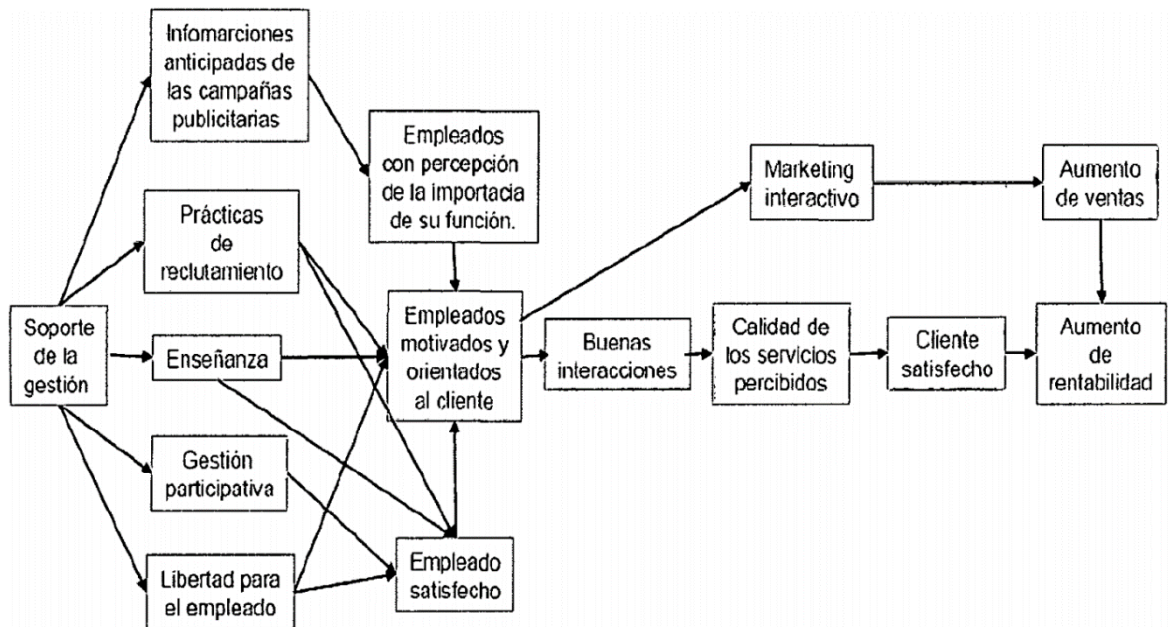 Infomarciones
anticipadas de
las campañas
publicitarias
Empleados
con percepción
de la importacia
de su función.
Marketing
interactivo
Aumento
de ventas
Prácticas
de
reclutamiento
Soporte
de la
gestión
Enseñanza
Empleados
motivados y
orientados
al cliente
Buenas
interacciones
Calidad de
los servicios
percibidos
Cliente
satisfecho
Aumento
de
rentabilidad
Gestión
participativa
Libertad para
el empleado
Empleado
satisfecho